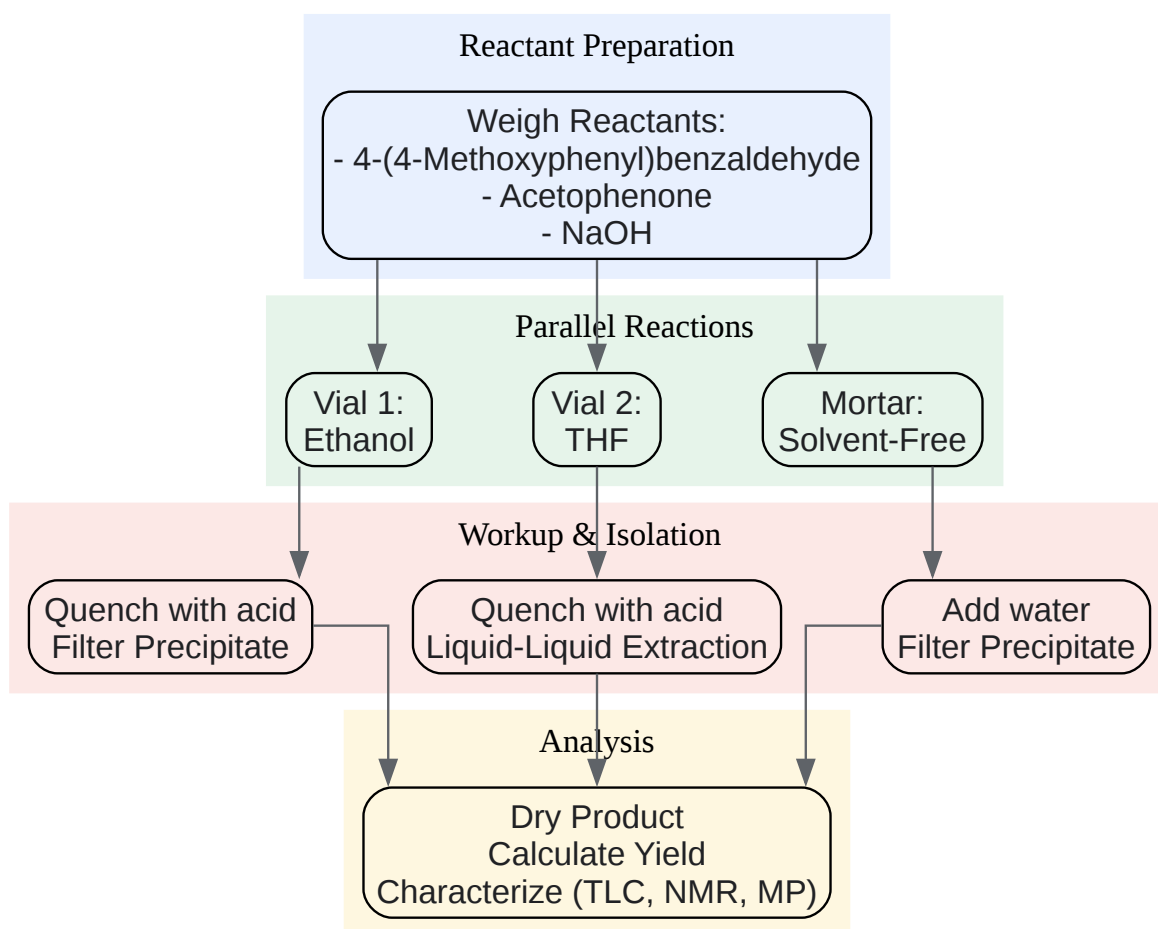 Reactant Preparation
Weigh Reactants:
- 4-(4-Methoxyphenyl)benzaldehyde
- Acetophenone
- NaOH
Parallel Reactions
Vial 1:
Ethanol
Vial 2:
THF
Mortar:
Solvent-Free
Workup & Isolation
Quench with acid
Filter Precipitate
Quench with acid
Liquid-Liquid Extraction
Add water
Filter Precipitate
Analysis
Dry Product
Calculate Yield
Characterize (TLC, NMR, MP)